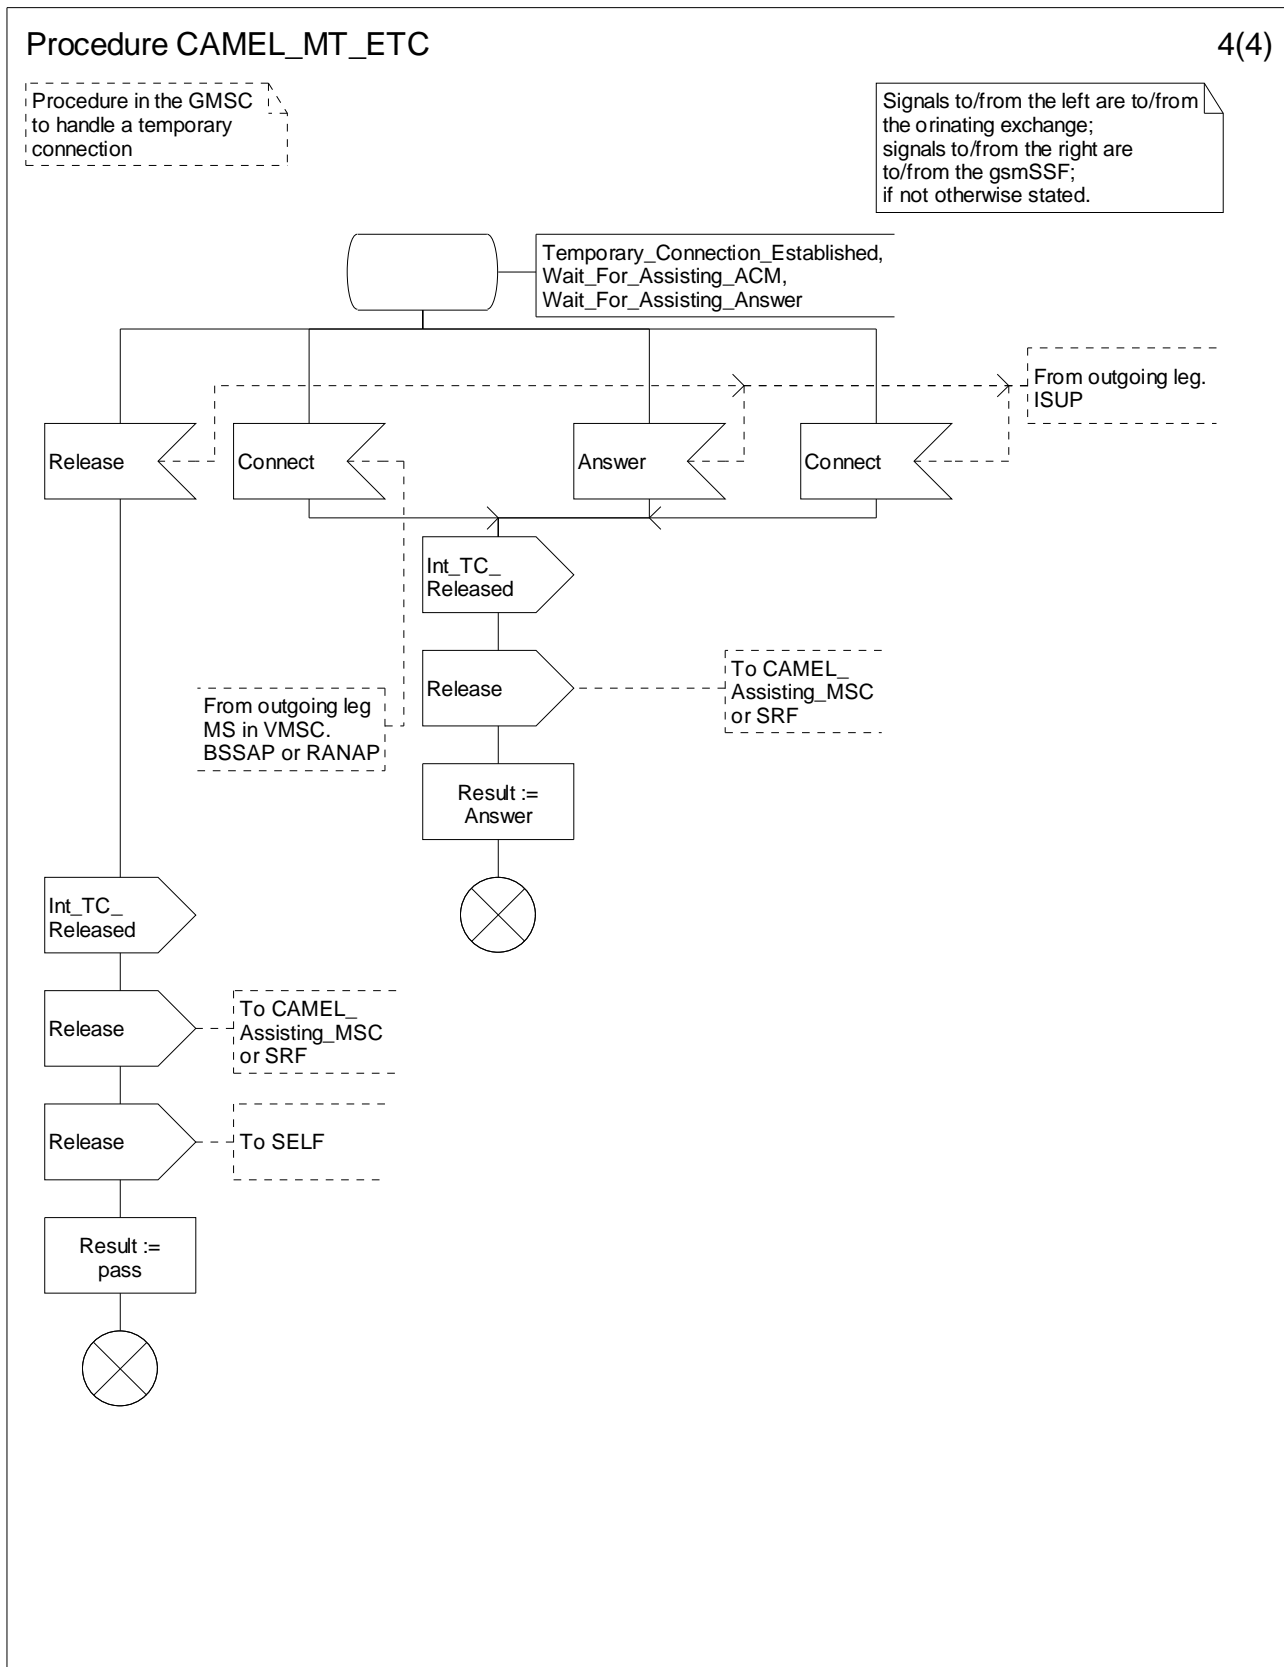 Procedure CAMEL_MT_ETC
4(4)
Procedure in the GMSC
to handle a temporary
connection
Signals to/from the left are to/from
the orinating exchange;
signals to/from the right are
to/from the gsmSSF;
if not otherwise stated.
Temporary_Connection_Established,
Wait_For_Assisting_ACM,
Wait_For_Assisting_Answer
From outgoing leg.
ISUP
Release
Connect
Answer
Connect
Int_TC_
Released
Release
To CAMEL_
Assisting_MSC
or SRF
From outgoing leg
MS in VMSC.
BSSAP or RANAP
Result :=
Answer
Int_TC_
Released
Release
To CAMEL_
Assisting_MSC
or SRF
Release
To SELF
Result :=
pass